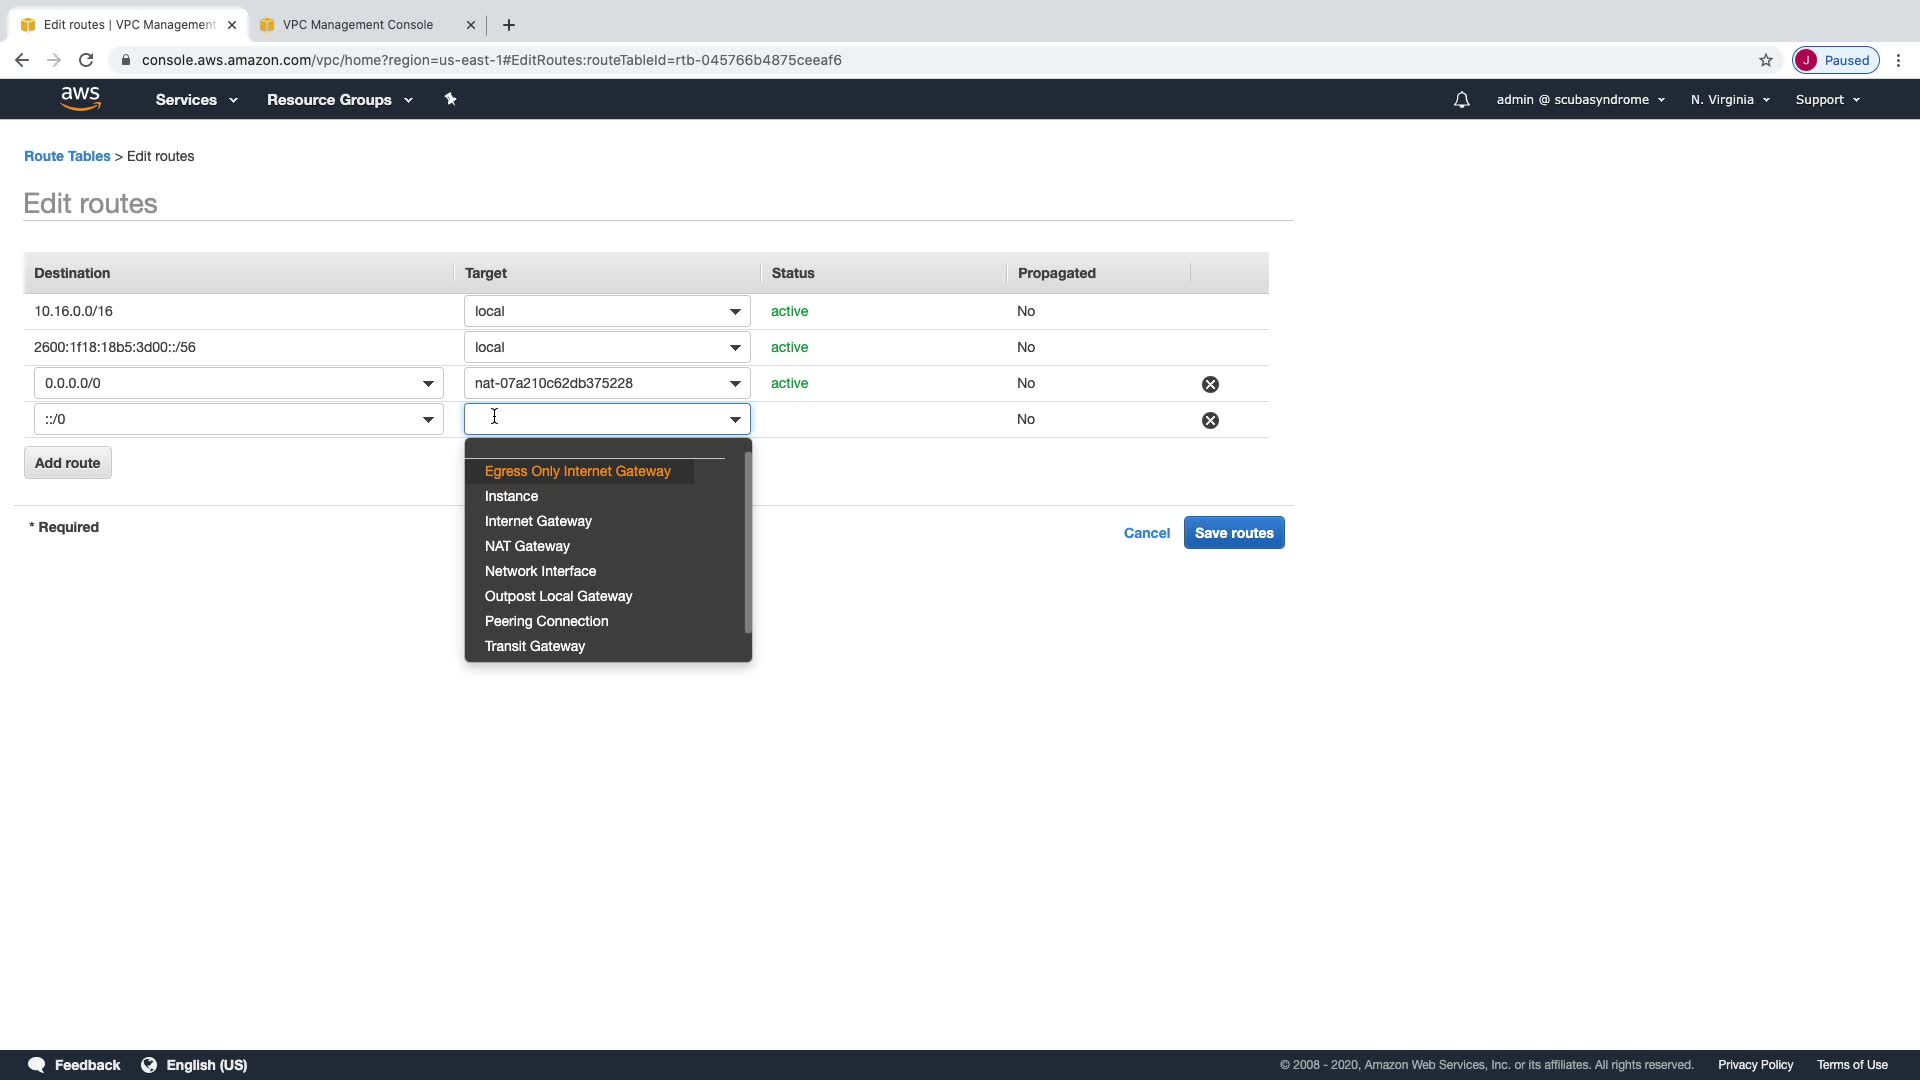 Edit routes | VPC Management
VPC Management Console
console.aws.amazon.com/vpc/home?region=us-east-1#EditRoutes:routeTableId=rtb-045766b4875ceeaf6
J Paused
aws Services Resource Groups admin @ scubasyndrome N. Virginia Support
Route Tables > Edit routes
Edit routes
Destination Target Status Propagated
10.16.0.0/16 local active No
2600:1f18:18b5:3d00::/56 local active No
0.0.0.0/0 nat-07a210c62db375228 active No
::/0 No
Add route
Egress Only Internet Gateway
Instance
Internet Gateway
NAT Gateway
Network Interface
Outpost Local Gateway
Peering Connection
Transit Gateway
* Required
Cancel Save routes
Feedback English (US) © 2008 - 2020, Amazon Web Services, Inc. or its affiliates. All rights reserved. Privacy Policy Terms of Use